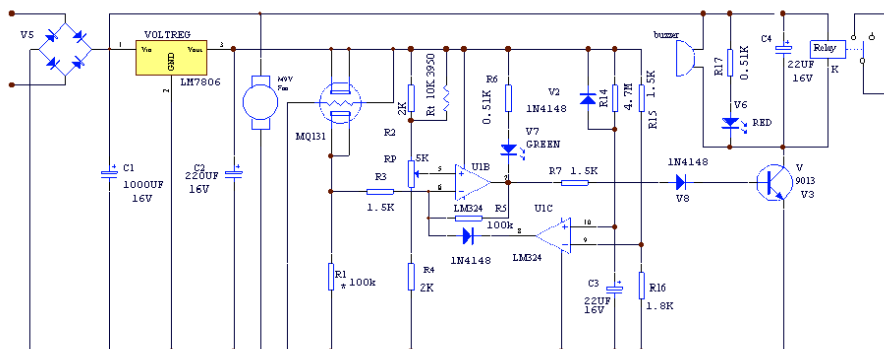 V5
VOLTREG
1
Vin
Vout
3
GND
LM7806
2
C1
1000UF
16V
C2
220UF
16V
M9V
MQ131
2K
R2
Rt 10K 3950
RP
5K
R3
1.5K
R1
* 100k
R4
2K
R6
0.51K
V7
GREEN
U1B
5
6
7
LM324
R5
100k
1N4148
8
U1C
10
9
LM324
R7
1.5K
V2
1N4148
R14
4.7M
1.5K
R15
C3
22UF
16V
R16
1.8K
1N4148
V8
buzzer
R17
0.51K
V6
RED
C4
22UF
16V
Relay
K
V
9013
V3